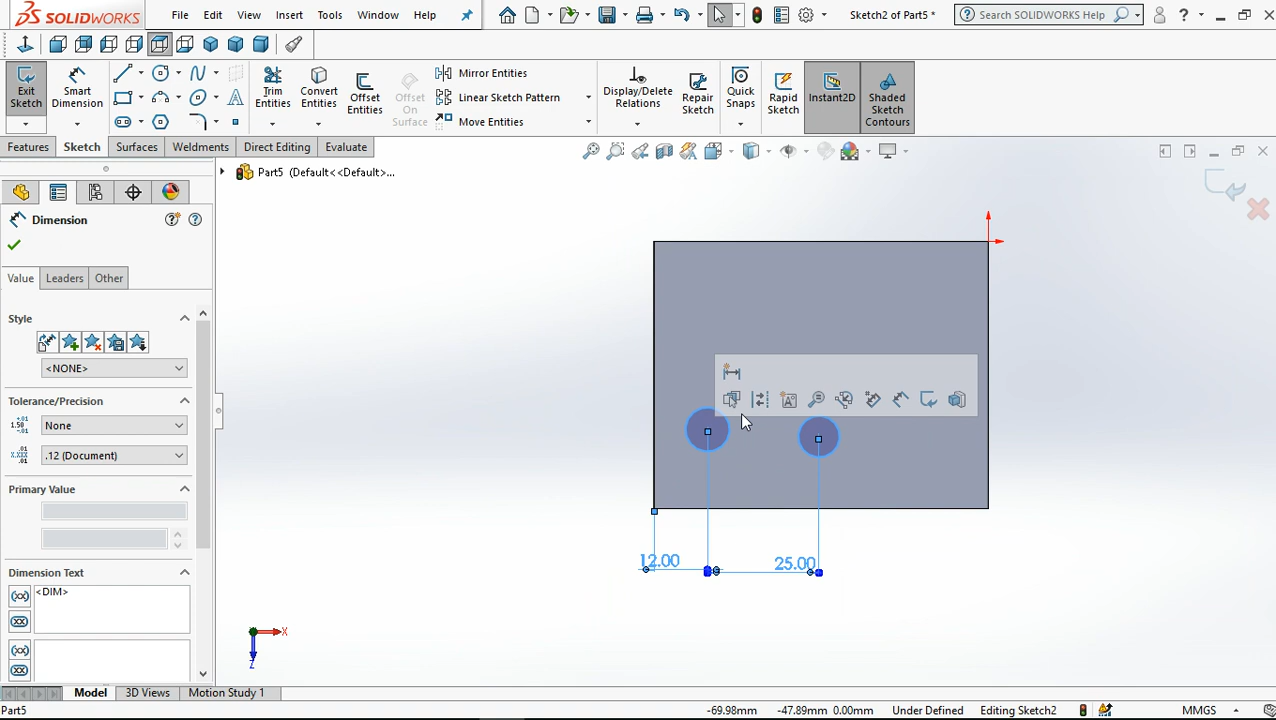 SOLIDWORKS File Edit View Insert Tools Window Help Sketch2 of Part5 * Search SOLIDWORKS Help ?
Exit Sketch
Smart Dimension
Trim Entities
Convert Entities
Offset Entities
Offset On Surface
Mirror Entities
Linear Sketch Pattern
Move Entities
Display/Delete Relations
Repair Sketch
Quick Snaps
Rapid Sketch
Instant2D
Shaded Sketch Contours
Features Sketch Surfaces Weldments Direct Editing Evaluate
Part5 (Default<<Default>...
Dimension
Value Leaders Other
Style
<NONE>
Tolerance/Precision
None
.12 (Document)
Primary Value
Dimension Text
<DIM>
12.00 25.00
X
Z
Model 3D Views Motion Study 1
Part5 -69.98mm -47.89mm 0.00mm Under Defined Editing Sketch2 MMGS